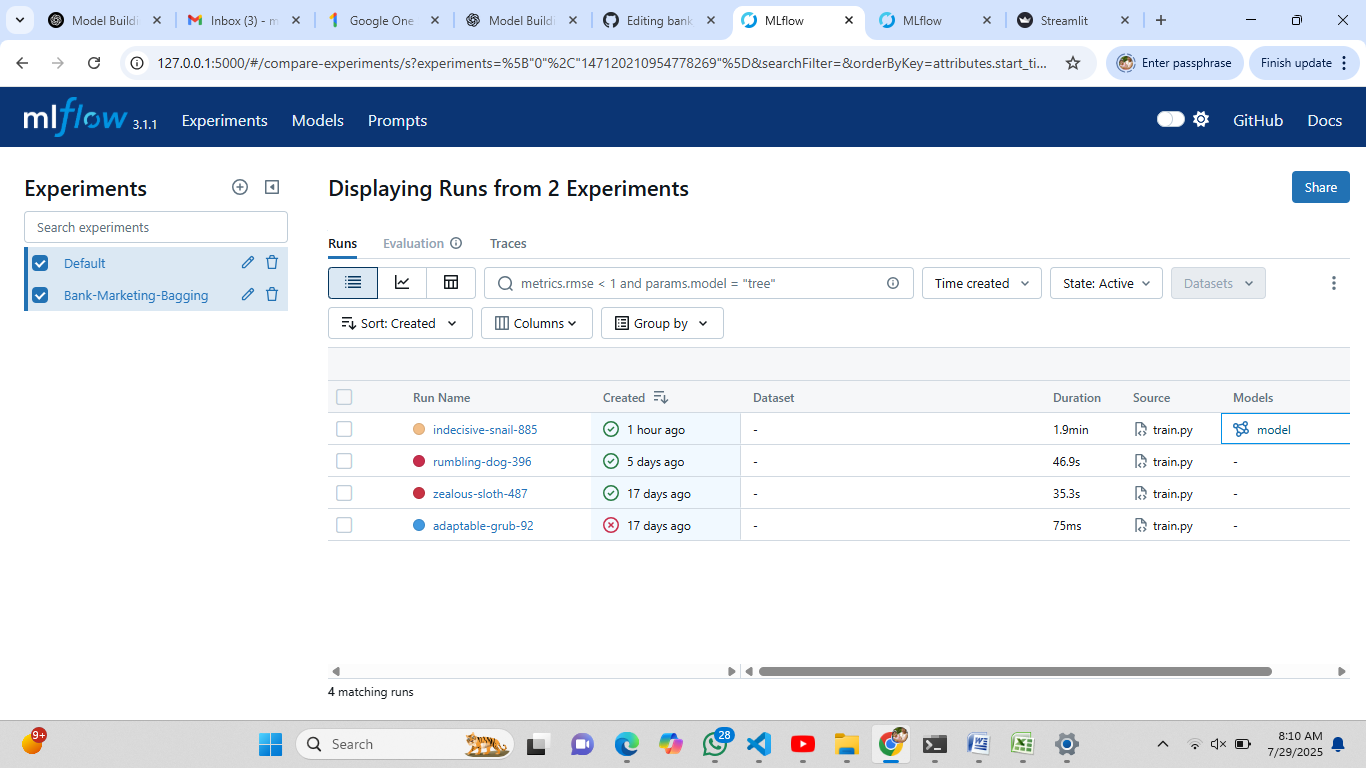 Model Buildi
Inbox (3) - m
Google One
Model Buildi
Editing bank
MLflow
MLflow
Streamlit
127.0.0.1:5000/#/compare-experiments/s?experiments=%5B"0"%2C"147120210954778269"%5D&searchFilter=&orderByKey=attributes.start_ti...
Enter passphrase
Finish update
mlflow 3.1.1
Experiments
Models
Prompts
GitHub
Docs
Experiments
Search experiments
Default
Bank-Marketing-Bagging
Displaying Runs from 2 Experiments
Share
Runs
Evaluation
Traces
metrics.rmse < 1 and params.model = "tree"
Time created
State: Active
Datasets
Sort: Created
Columns
Group by
Run Name Created Dataset Duration Source Models
indecisive-snail-885 1 hour ago - 1.9min train.py model
rumbling-dog-396 5 days ago - 46.9s train.py -
zealous-sloth-487 17 days ago - 35.3s train.py -
adaptable-grub-92 17 days ago - 75ms train.py -
4 matching runs
9+
Search
28
8:10 AM
7/29/2025